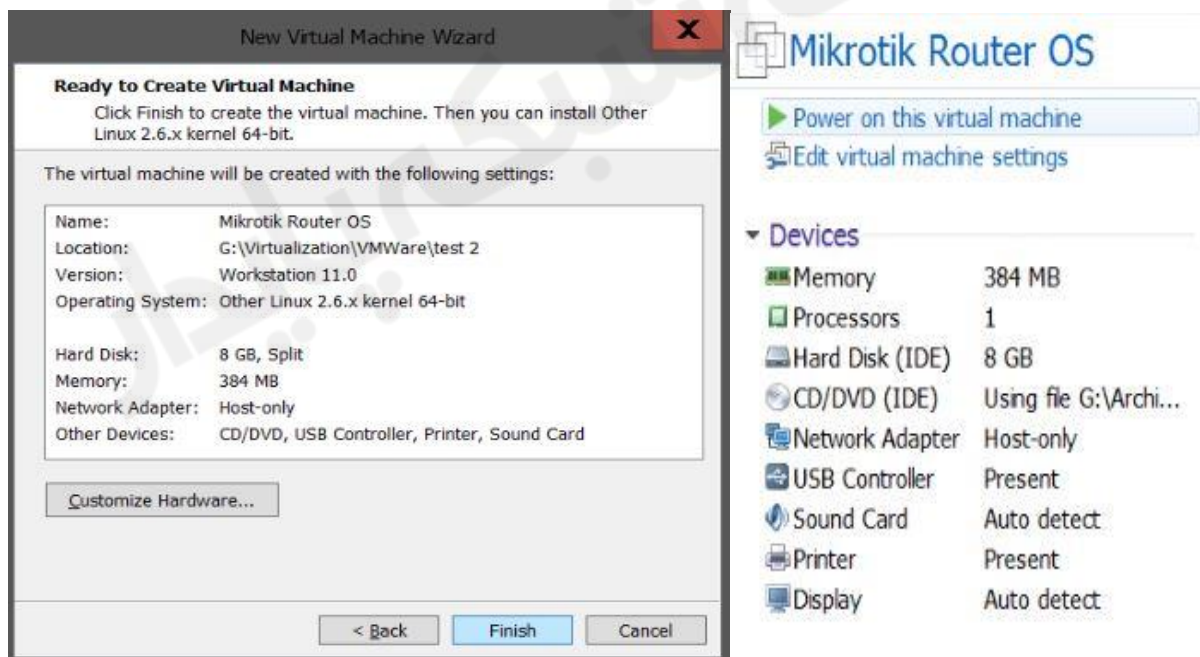 New Virtual Machine Wizard
X
Ready to Create Virtual Machine
Click Finish to create the virtual machine. Then you can install Other
Linux 2.6.x kernel 64-bit.
The virtual machine will be created with the following settings:
Name: Mikrotik Router OS
Location: G:\Virtualization\VMWare\test 2
Version: Workstation 11.0
Operating System: Other Linux 2.6.x kernel 64-bit
Hard Disk: 8 GB, Split
Memory: 384 MB
Network Adapter: Host-only
Other Devices: CD/DVD, USB Controller, Printer, Sound Card
Customize Hardware...
< Back Finish Cancel
Mikrotik Router OS
Power on this virtual machine
Edit virtual machine settings
Devices
Memory 384 MB
Processors 1
Hard Disk (IDE) 8 GB
CD/DVD (IDE) Using file G:\Archi...
Network Adapter Host-only
USB Controller Present
Sound Card Auto detect
Printer Present
Display Auto detect